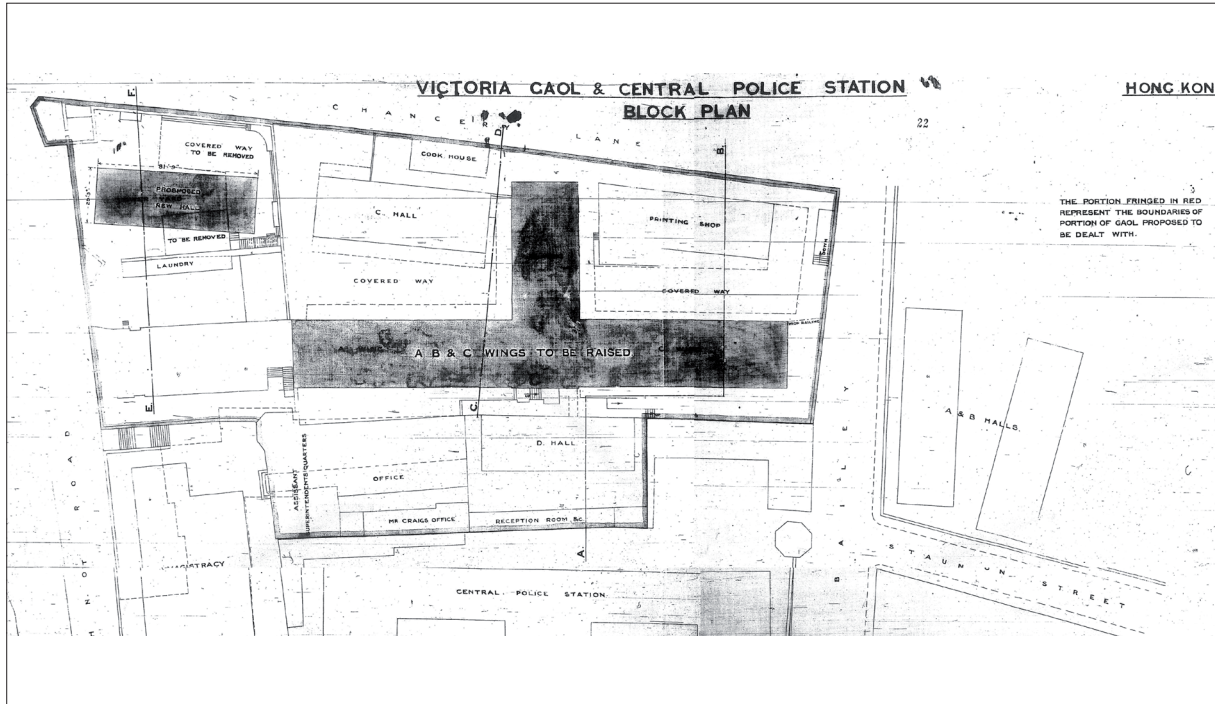 VICTORIA GAOL & CENTRAL POLICE STATION
BLOCK PLAN
HONG KON
22
CHANCERY LANE
THE PORTION FRINGED IN RED
REPRESENT THE BOUNDARIES OF
PORTION OF GAOL PROPOSED TO
BE DEALT WITH.
F.
D.
B.
COVERED WAY
TO BE REMOVED
NEW HALL
TO BE REMOVED
LAUNDRY
COOK HOUSE
C. HALL
COVERED WAY
PRINTING SHOP
COVERED WAY
A B & C WINGS TO BE RAISED
E.
C.
A.
D. HALL
OFFICE
ASSISTANT
SUPERINTENDENTS QUARTERS
MR CRAIGS OFFICE
RECEPTION ROOM &C
CENTRAL POLICE STATION
A & B HALLS.
ROAD
BAILEY
STREET